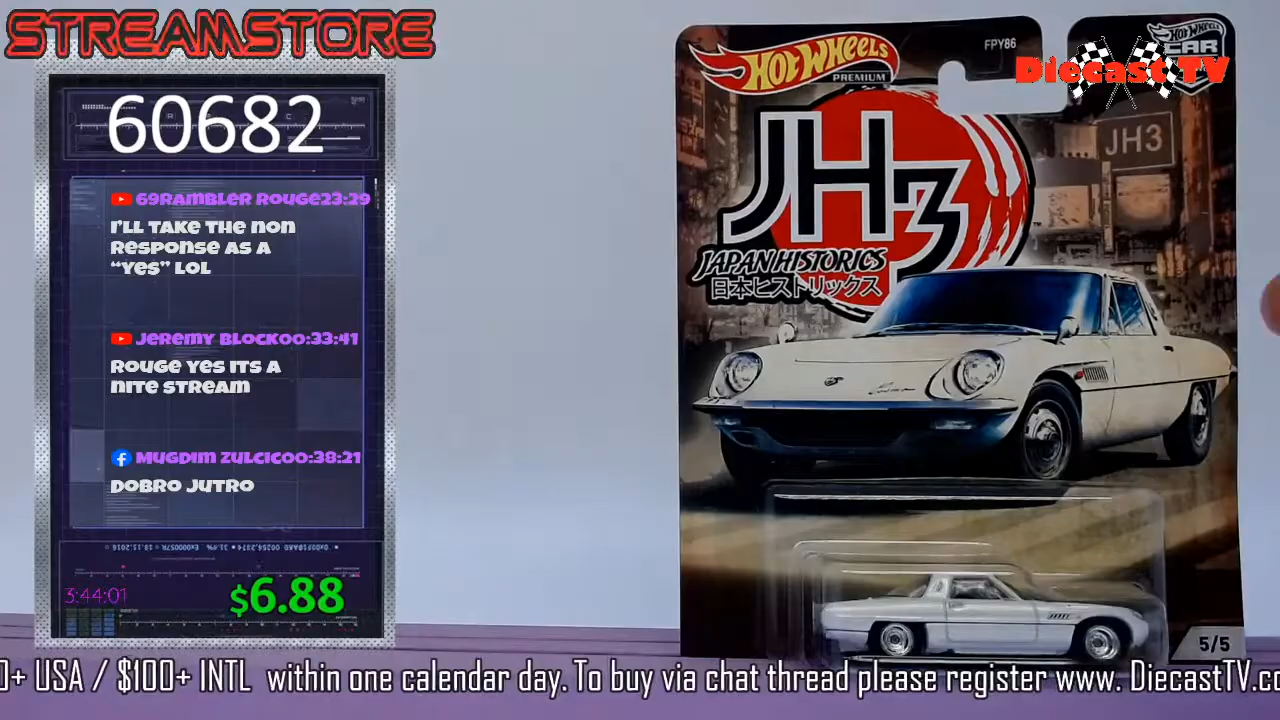 STREAMSTORE
60682
69Rambler Rouge23:29
I'll take the non
response as a
“yes” LOL
Jeremy Block00:33:41
Rouge yes its a
nite stream
Mugdim Zulcic00:38:21
Dobro jutro
3:44:01
$6.88
HOT WHEELS
PREMIUM
FPY86
Hot Wheels
CAR
Diecast TV
JH3
JH3
JAPAN HISTORICS
日本ヒストリックス
5/5
0+ USA / $100+ INTL within one calendar day. To buy via chat thread please register www. DiecastTV.co